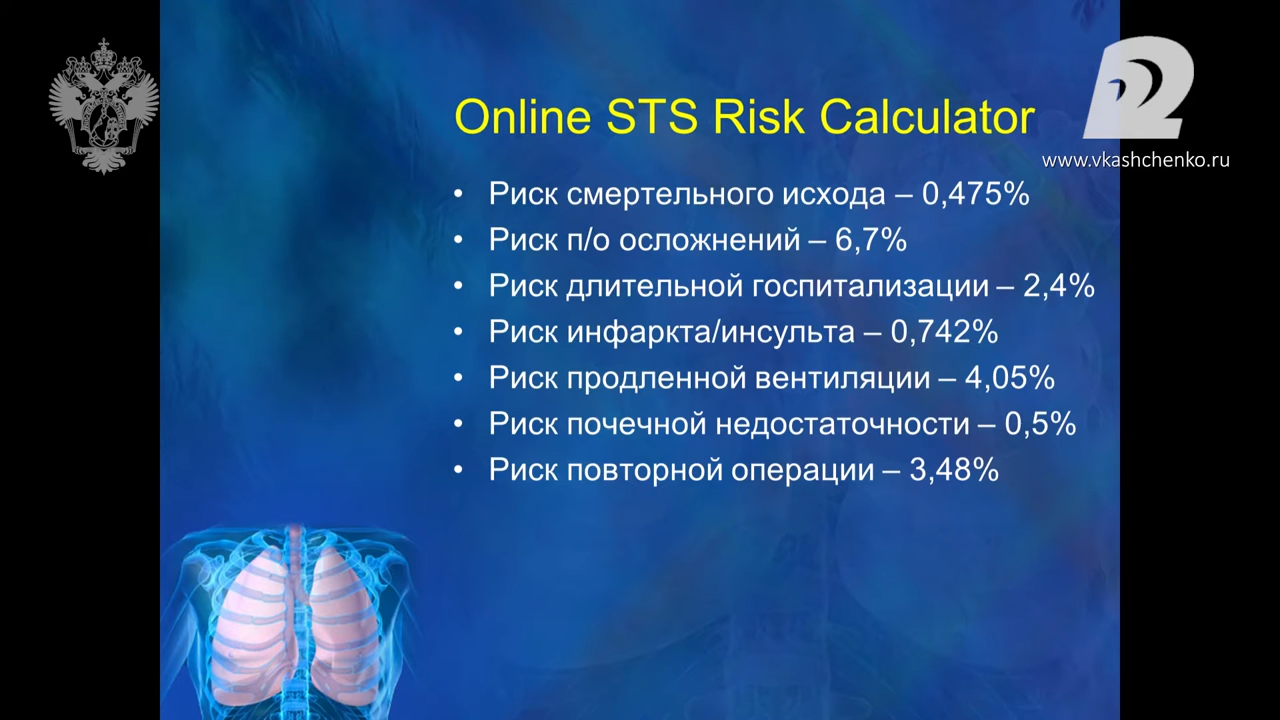 Online STS Risk Calculator
www.vkashchenko.ru
• Риск смертельного исхода – 0,475%
• Риск п/о осложнений – 6,7%
• Риск длительной госпитализации – 2,4%
• Риск инфаркта/инсульта – 0,742%
• Риск продленной вентиляции – 4,05%
• Риск почечной недостаточности – 0,5%
• Риск повторной операции – 3,48%